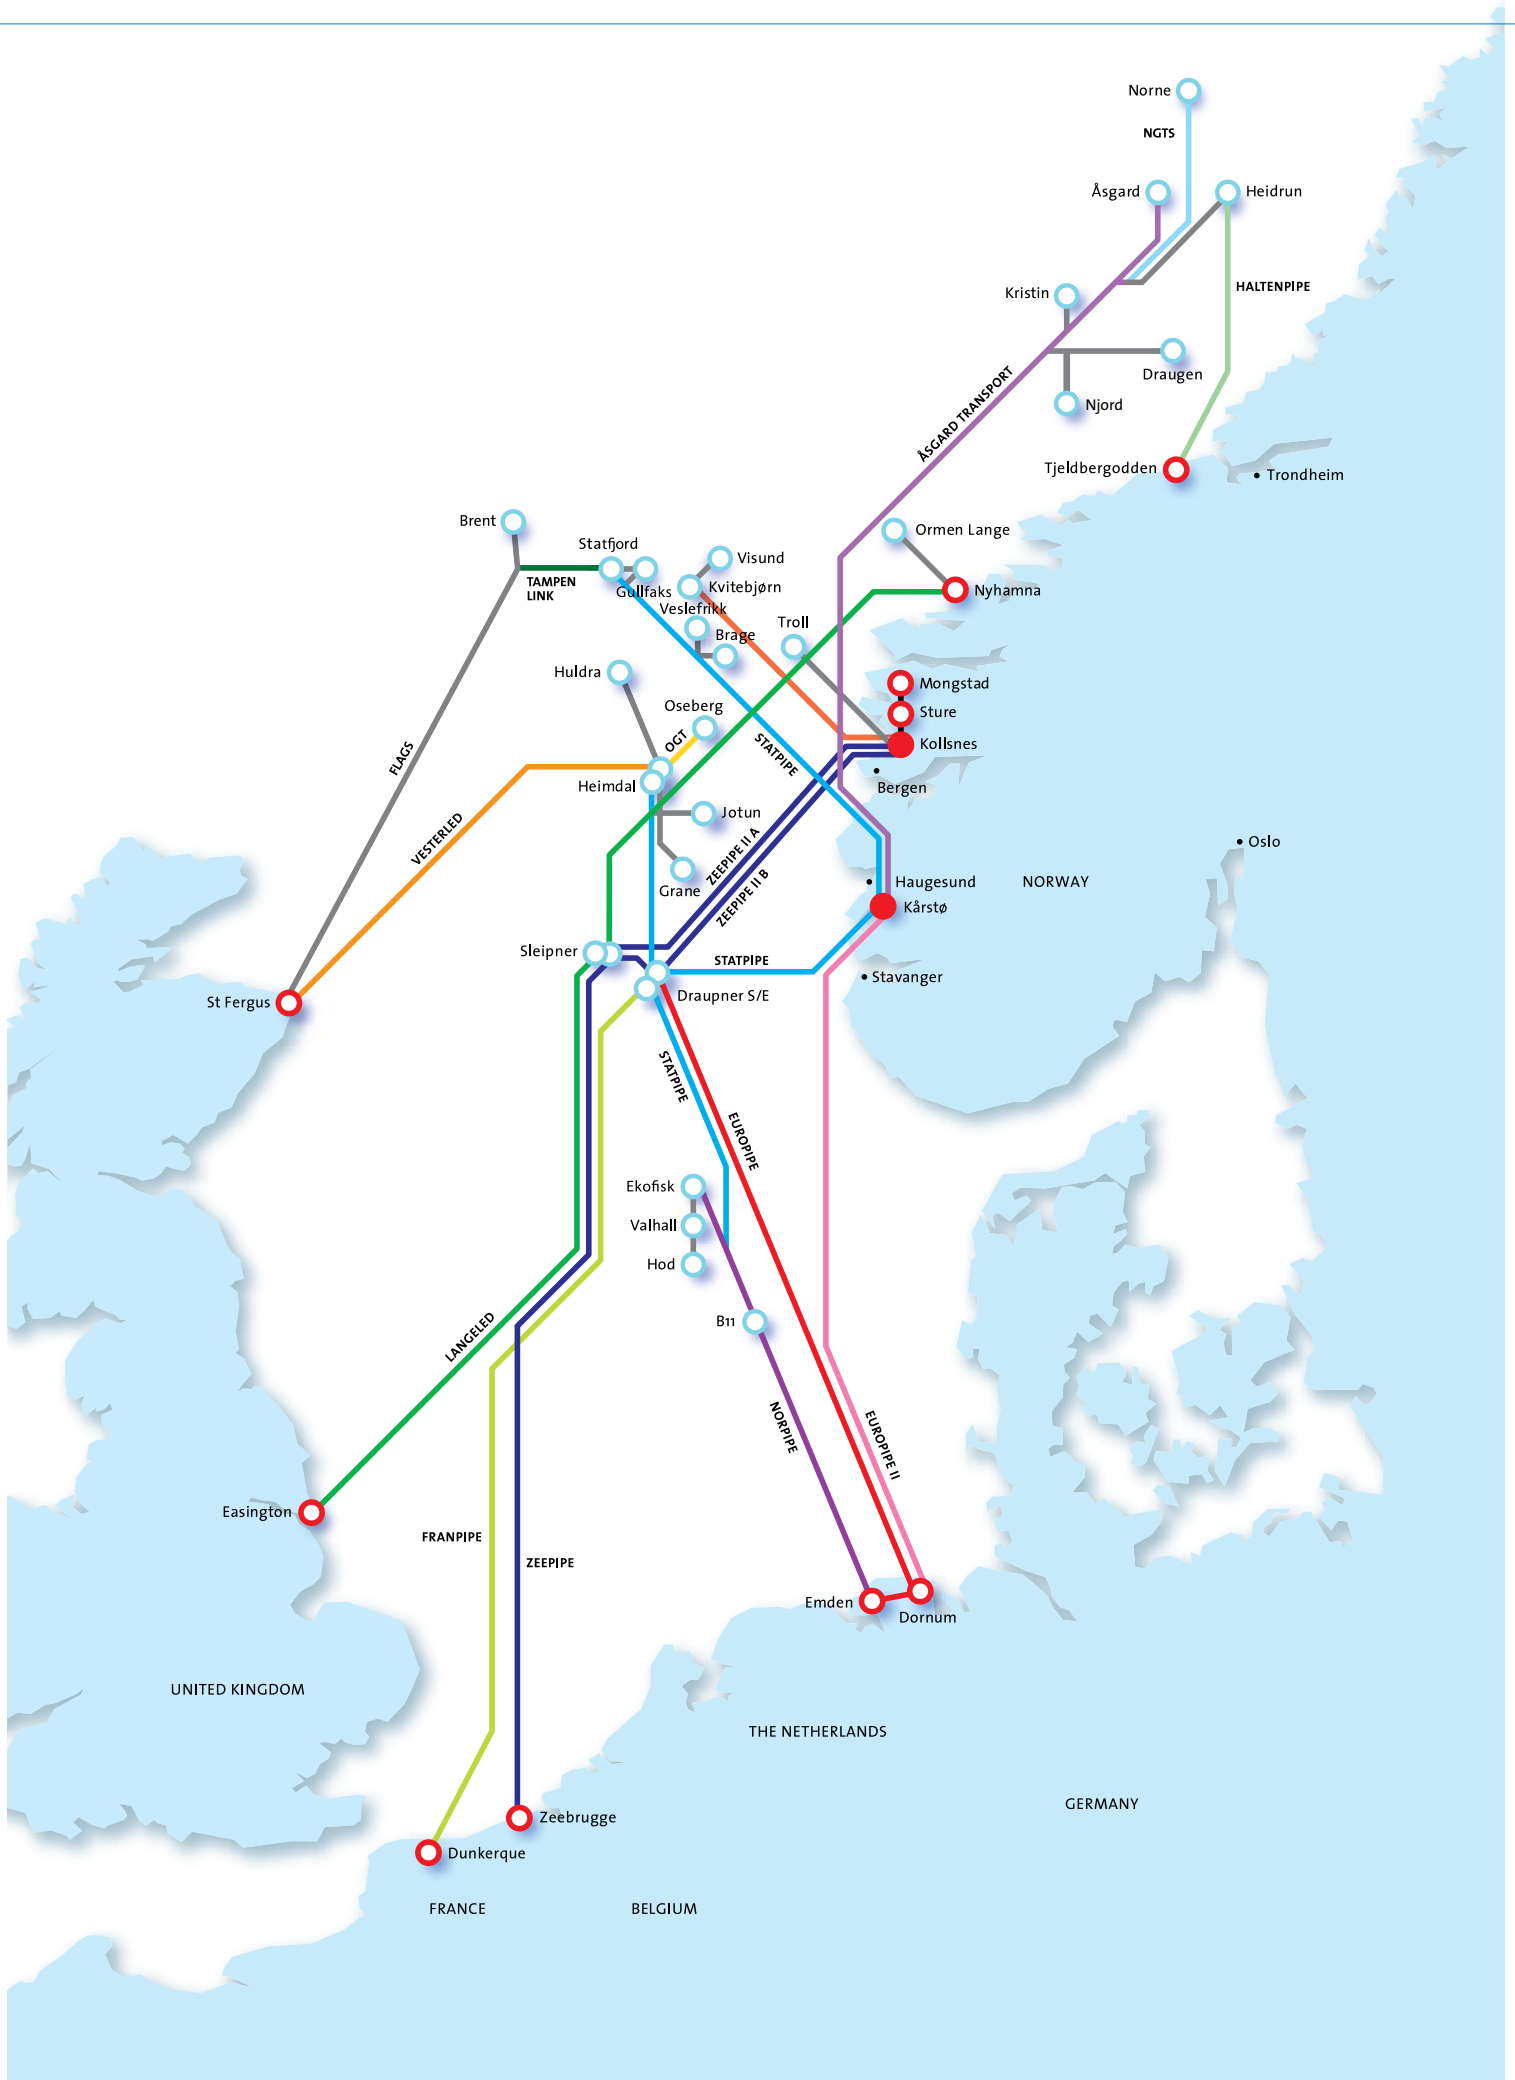 Norne
NGTS
Åsgard
Heidrun
HALTENPIPE
Kristin
Draugen
Njord
ÅSGARD TRANSPORT
Tjeldbergodden
Trondheim
Brent
Ormen Lange
Statfjord
Visund
TAMPEN
LINK
Gullfaks
Kvitebjørn
Nyhamna
Veslefrikk
Troll
Brage
Huldra
Mongstad
Oseberg
Sture
OGT
STATPIPE
Kollsnes
FLAGS
Heimdal
Bergen
Jotun
VESTERLED
Oslo
ZEEPIPE II A
Grane
ZEEPIPE II B
Haugesund
NORWAY
Kårstø
Sleipner
STATPIPE
Stavanger
St Fergus
Draupner S/E
STATPIPE
EUROPIPE
Ekofisk
Valhall
Hod
B11
LANGELED
NORPIPE
EUROPIPE II
Easington
FRANPIPE
ZEEPIPE
Emden
Dornum
UNITED KINGDOM
THE NETHERLANDS
GERMANY
Zeebrugge
Dunkerque
FRANCE
BELGIUM